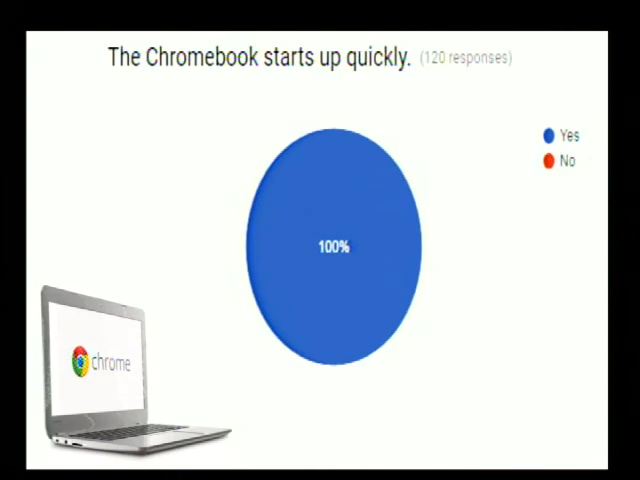 The Chromebook starts up quickly. (120 responses)
Yes
No
100%
chrome